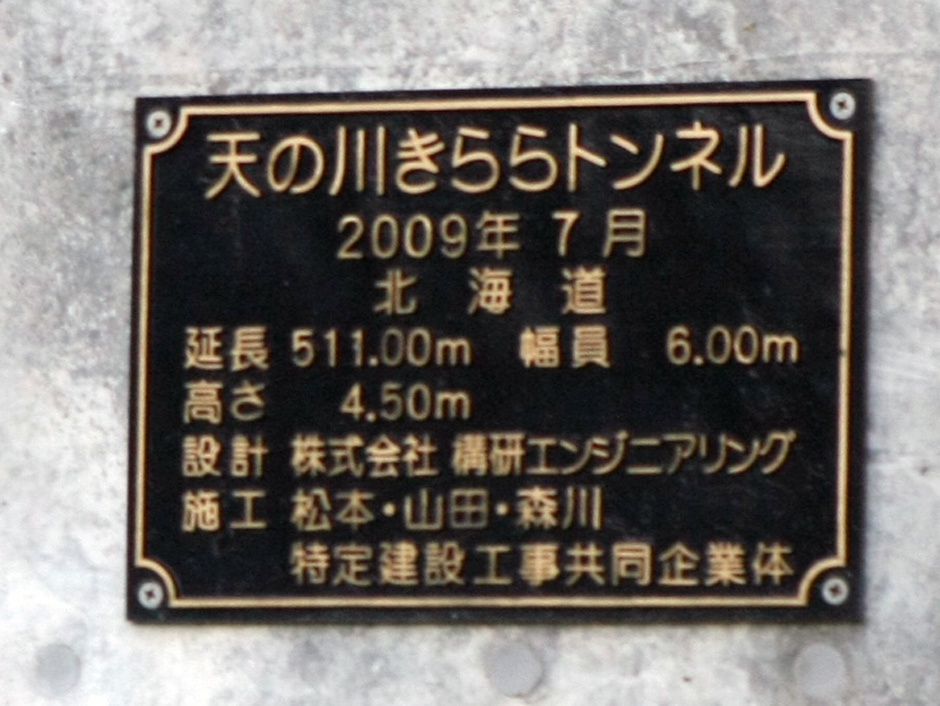 天の川きららトンネル
2009年 7月
北海道
延長 511.00m 幅員 6.00m
高さ 4.50m
設計 株式会社 構研エンジニアリング
施工 松本・山田・森川
特定建設工事共同企業体